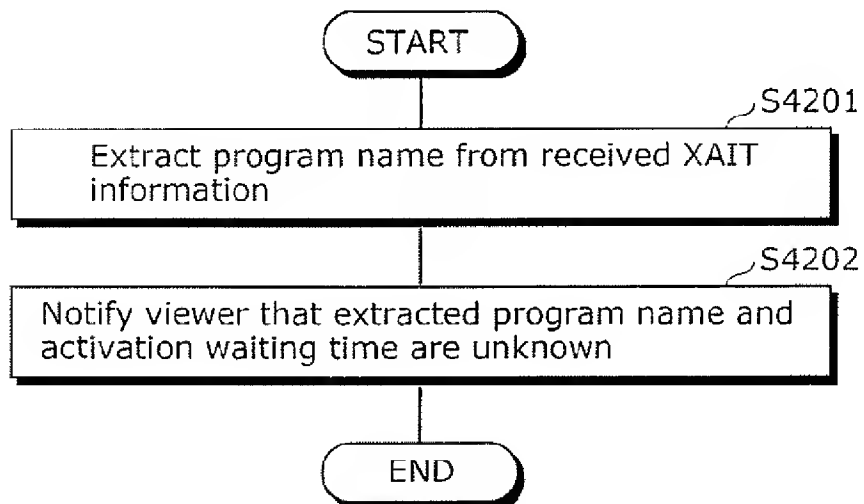 START
S4201
Extract program name from received XAIT
information
S4202
Notify viewer that extracted program name and
activation waiting time are unknown
END